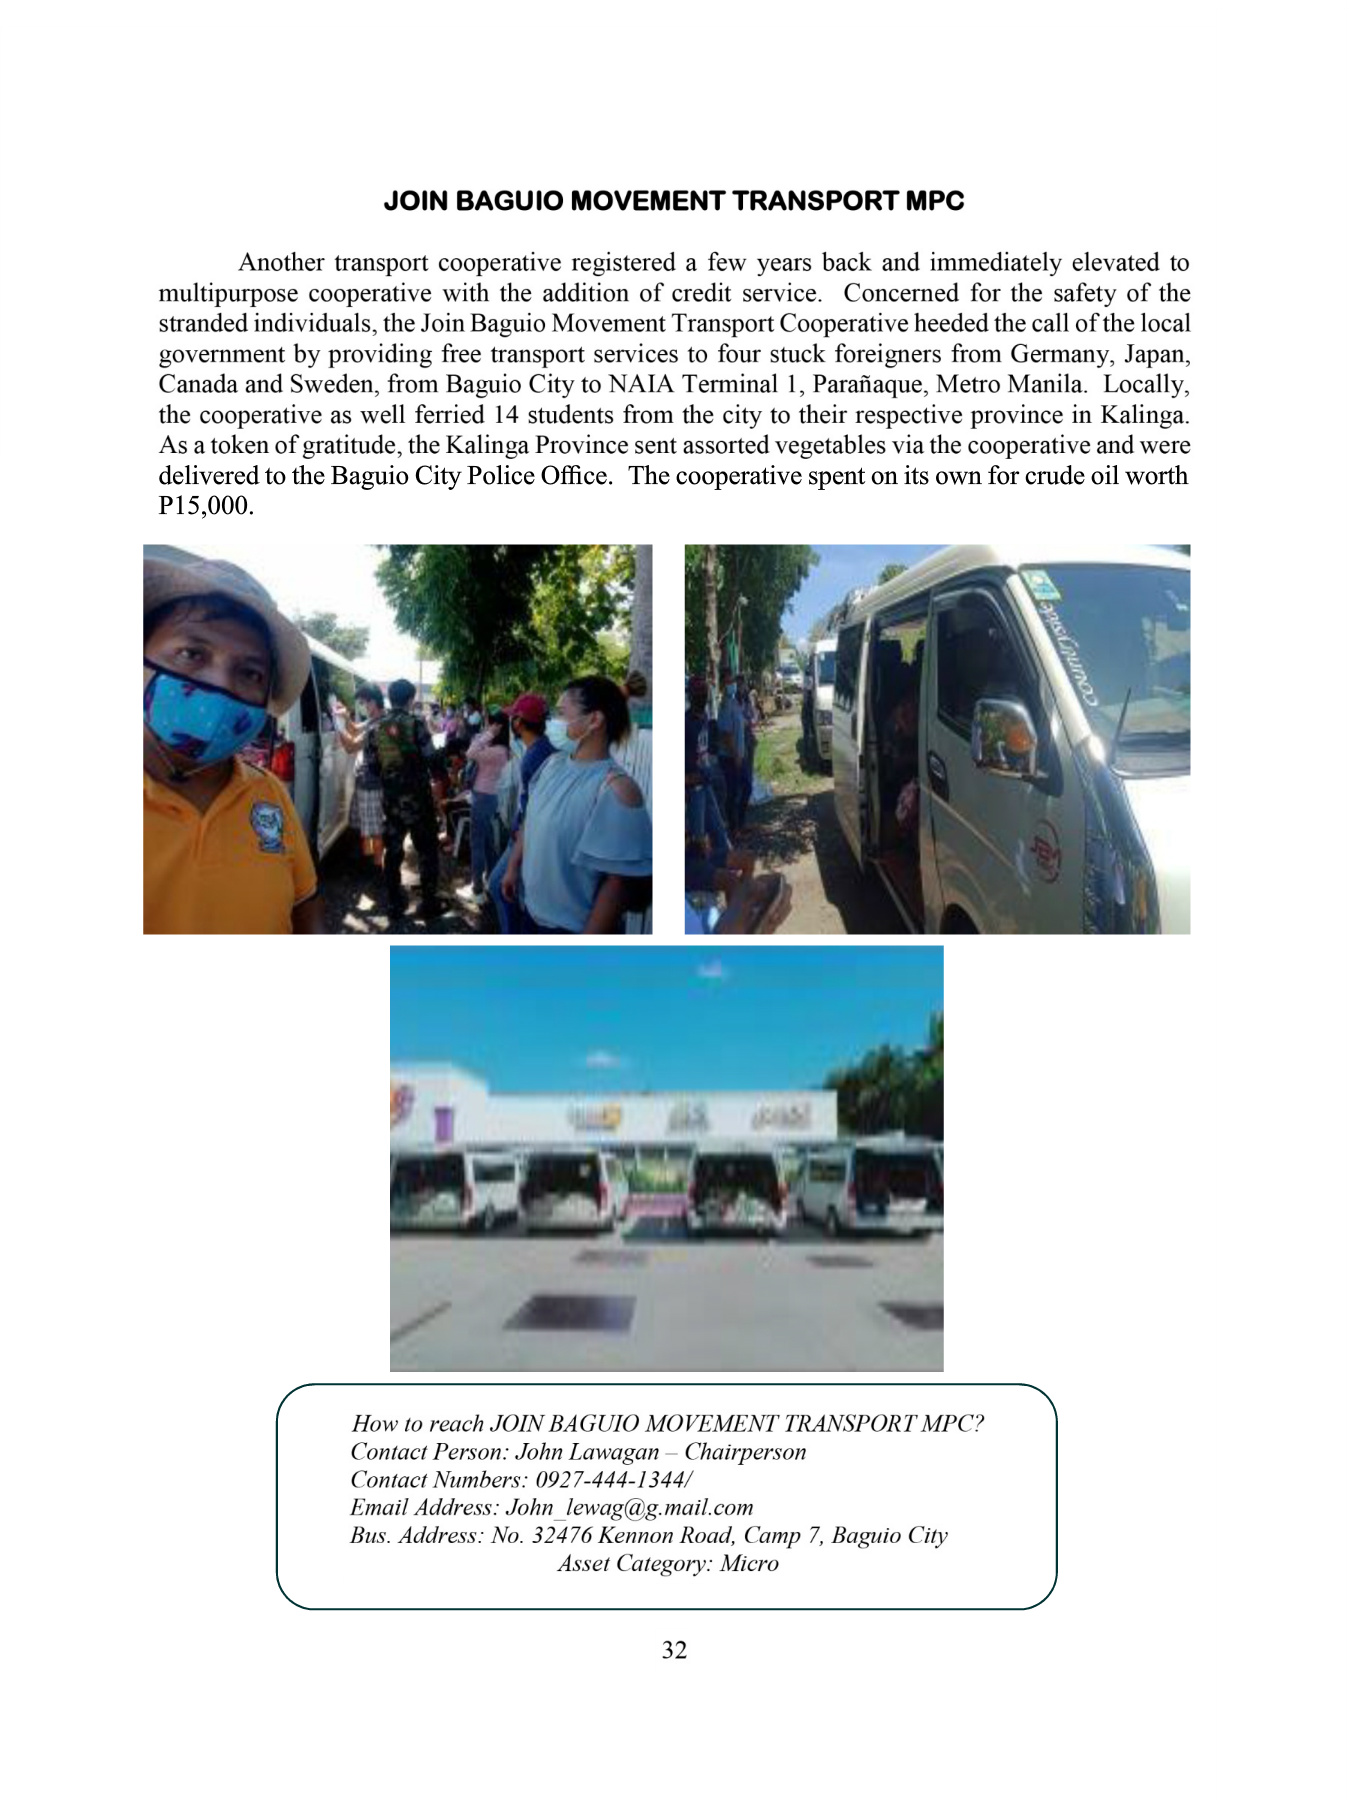 JOIN BAGUIO MOVEMENT TRANSPORT MPC
Another transport cooperative registered a few years back and immediately elevated to
multipurpose cooperative with the addition of credit service.  Concerned for the safety of the
stranded individuals, the Join Baguio Movement Transport Cooperative heeded the call of the local
government by providing free transport services to four stuck foreigners from Germany, Japan,
Canada and Sweden, from Baguio City to NAIA Terminal 1, Parañaque, Metro Manila.  Locally,
the cooperative as well ferried 14 students from the city to their respective province in Kalinga.
As a token of gratitude, the Kalinga Province sent assorted vegetables via the cooperative and were
delivered to the Baguio City Police Office.  The cooperative spent on its own for crude oil worth
P15,000.
How to reach JOIN BAGUIO MOVEMENT TRANSPORT MPC?
Contact Person: John Lawagan – Chairperson
Contact Numbers: 0927-444-1344/
Email Address: John_lewag@g.mail.com
Bus. Address: No. 32476 Kennon Road, Camp 7, Baguio City
Asset Category: Micro
32